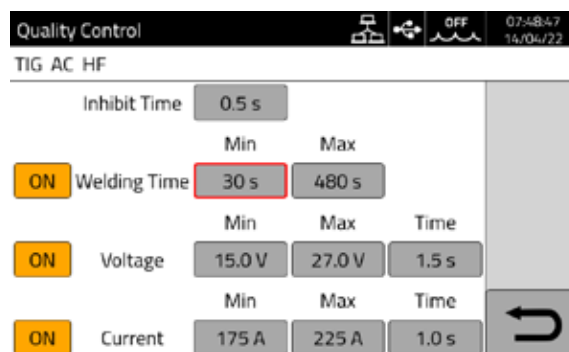 Quality Control
OFF
07:48:47
14/04/22
TIG AC HF
Inhibit Time 0.5 s
Min Max
ON Welding Time 30 s 480 s
Min Max Time
ON Voltage 15.0 V 27.0 V 1.5 s
Min Max Time
ON Current 175 A 225 A 1.0 s